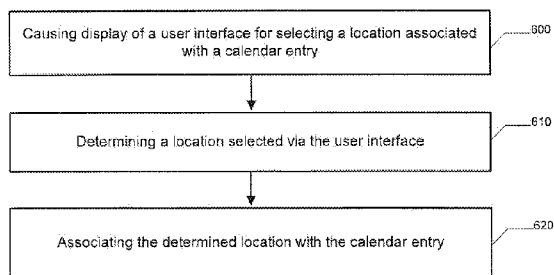 Causing display of a user interface for selecting a location associated
with a calendar entry
600
Determining a location selected via the user interface
610
Associating the determined location with the calendar entry
620